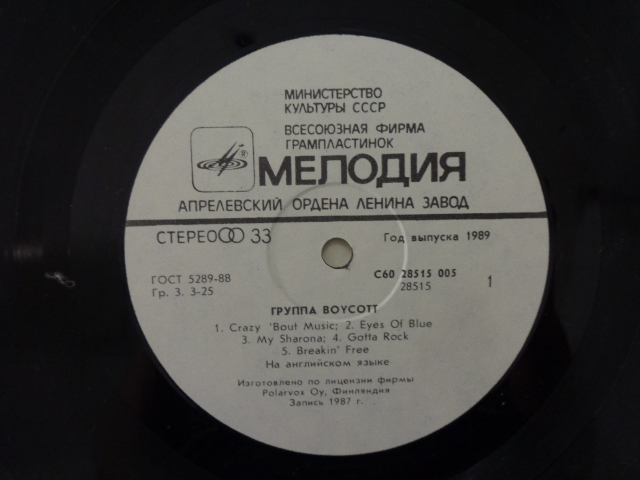 МИНИСТЕРСТВО
КУЛЬТУРЫ СССР
ВСЕСОЮЗНАЯ ФИРМА
ГРАМПЛАСТИНОК
МЕЛОДИЯ
АПРЕЛЕВСКИЙ ОРДЕНА ЛЕНИНА ЗАВОД
СТЕРЕО 33
Год выпуска 1989
ГОСТ 5289-88
Гр. 3. 3-25
С60 28515 005
28515
1
ГРУППА BOYCOTT
1. Crazy 'Bout Music; 2. Eyes Of Blue
3. My Sharona; 4. Gotta Rock
5. Breakin' Free
На английском языке
Изготовлено по лицензии фирмы
Polarvox Oy, Финляндия
Запись 1987 г.